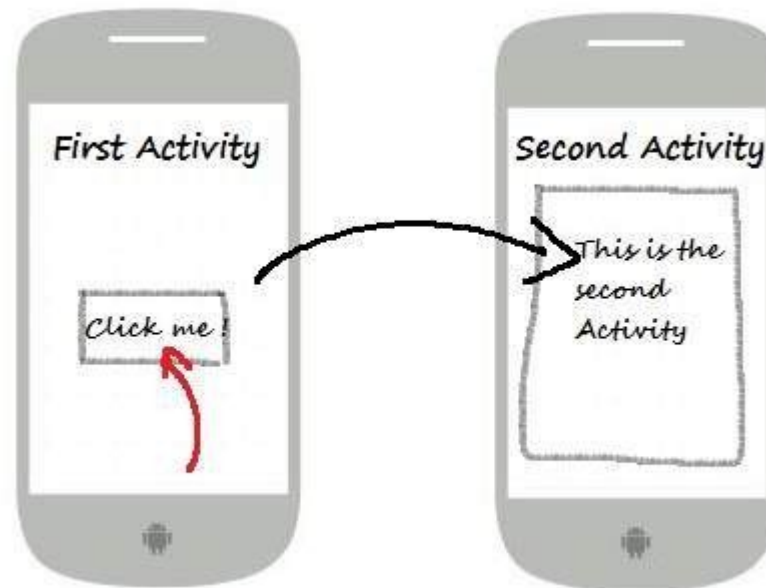 First Activity
Click me !
Second Activity
This is the
second
Activity